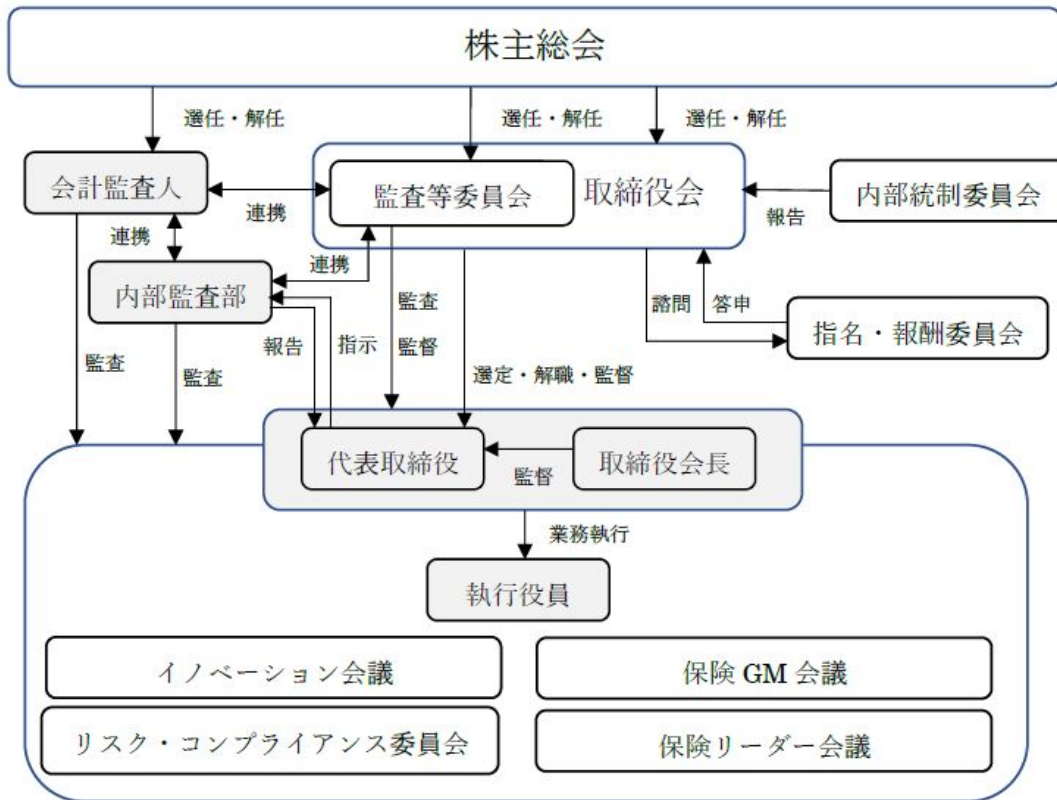 株主総会
選任・解任
選任・解任
選任・解任
会計監査人
監査等委員会
取締役会
内部統制委員会
連携
報告
連携
内部監査部
連携
監査
諮問
答申
指名・報酬委員会
報告
指示
監督
監査
監査
選定・解職・監督
代表取締役
取締役会長
監督
業務執行
執行役員
イノベーション会議
保険 GM 会議
リスク・コンプライアンス委員会
保険リーダー会議